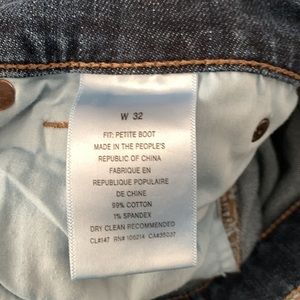 W 32
FIT: PETITE BOOT
MADE IN THE PEOPLE'S
REPUBLIC OF CHINA
FABRIQUE EN
REPUBLIQUE POPULAIRE
DE CHINE
99% COTTON
1% SPANDEX
DRY CLEAN RECOMMENDED
CL#147 RN# 106214 CA#35037